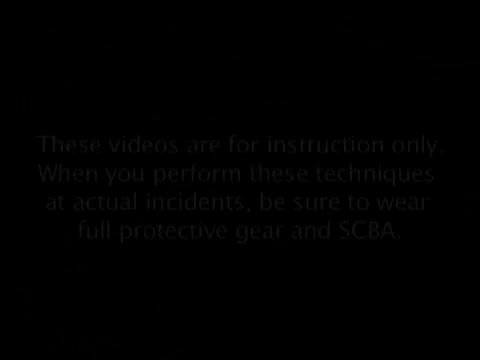 These videos are for instruction only.
When you perform these techniques
at actual incidents, be sure to wear
full protective gear and SCBA.